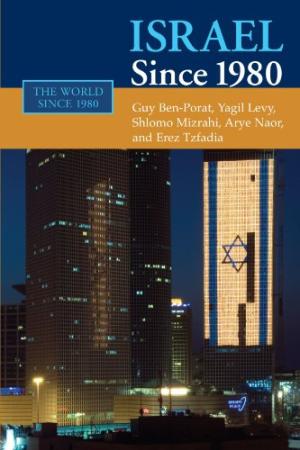 ISRAEL
Since 1980
THE WORLD
SINCE 1980
Guy Ben-Porat, Yagil Levy,
Shlomo Mizrahi, Arye Naor,
and Erez Tzfadia